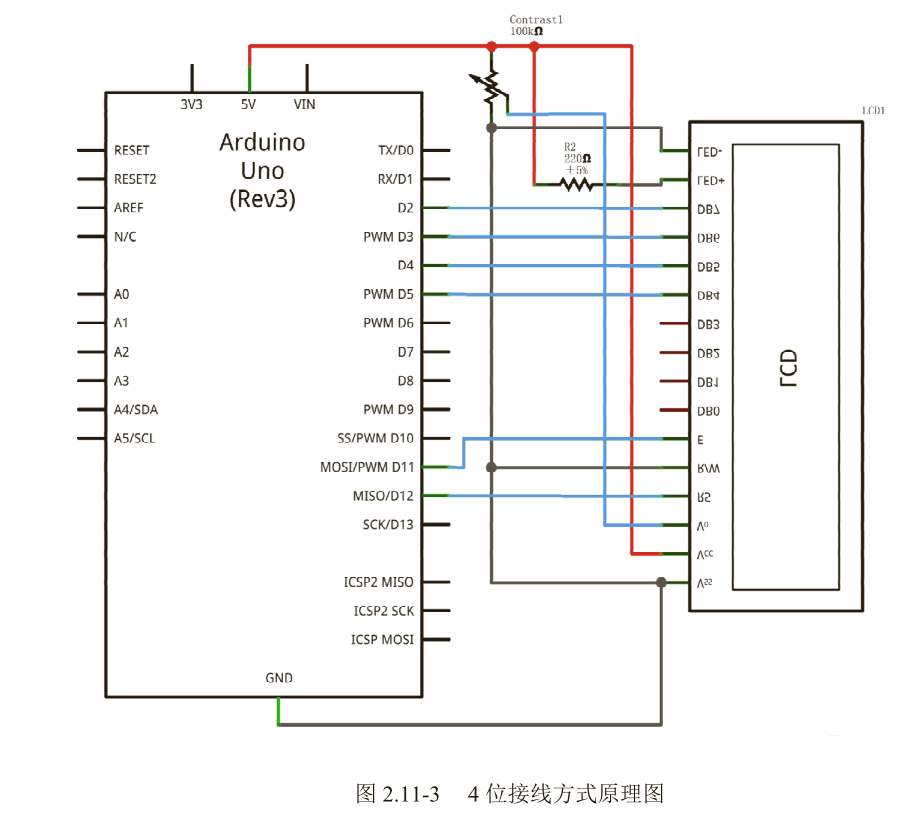 Contrast1
100kΩ
3V3
5V
VIN
LCD1
Arduino
Uno
(Rev3)
RESET
RESET2
AREF
N/C
A0
A1
A2
A3
A4/SDA
A5/SCL
TX/D0
RX/D1
D2
PWM D3
D4
PWM D5
PWM D6
D7
D8
PWM D9
SS/PWM D10
MOSI/PWM D11
MISO/D12
SCK/D13
ICSP2 MISO
ICSP2 SCK
ICSP MOSI
GND
R2
220Ω
±5%
LED-
LED+
DB7
DB6
DB5
DB4
DB3
DB2
DB1
DB0
E
R/W
RS
V0
Vcc
Vss
LCD
图 2.11-3 4 位接线方式原理图